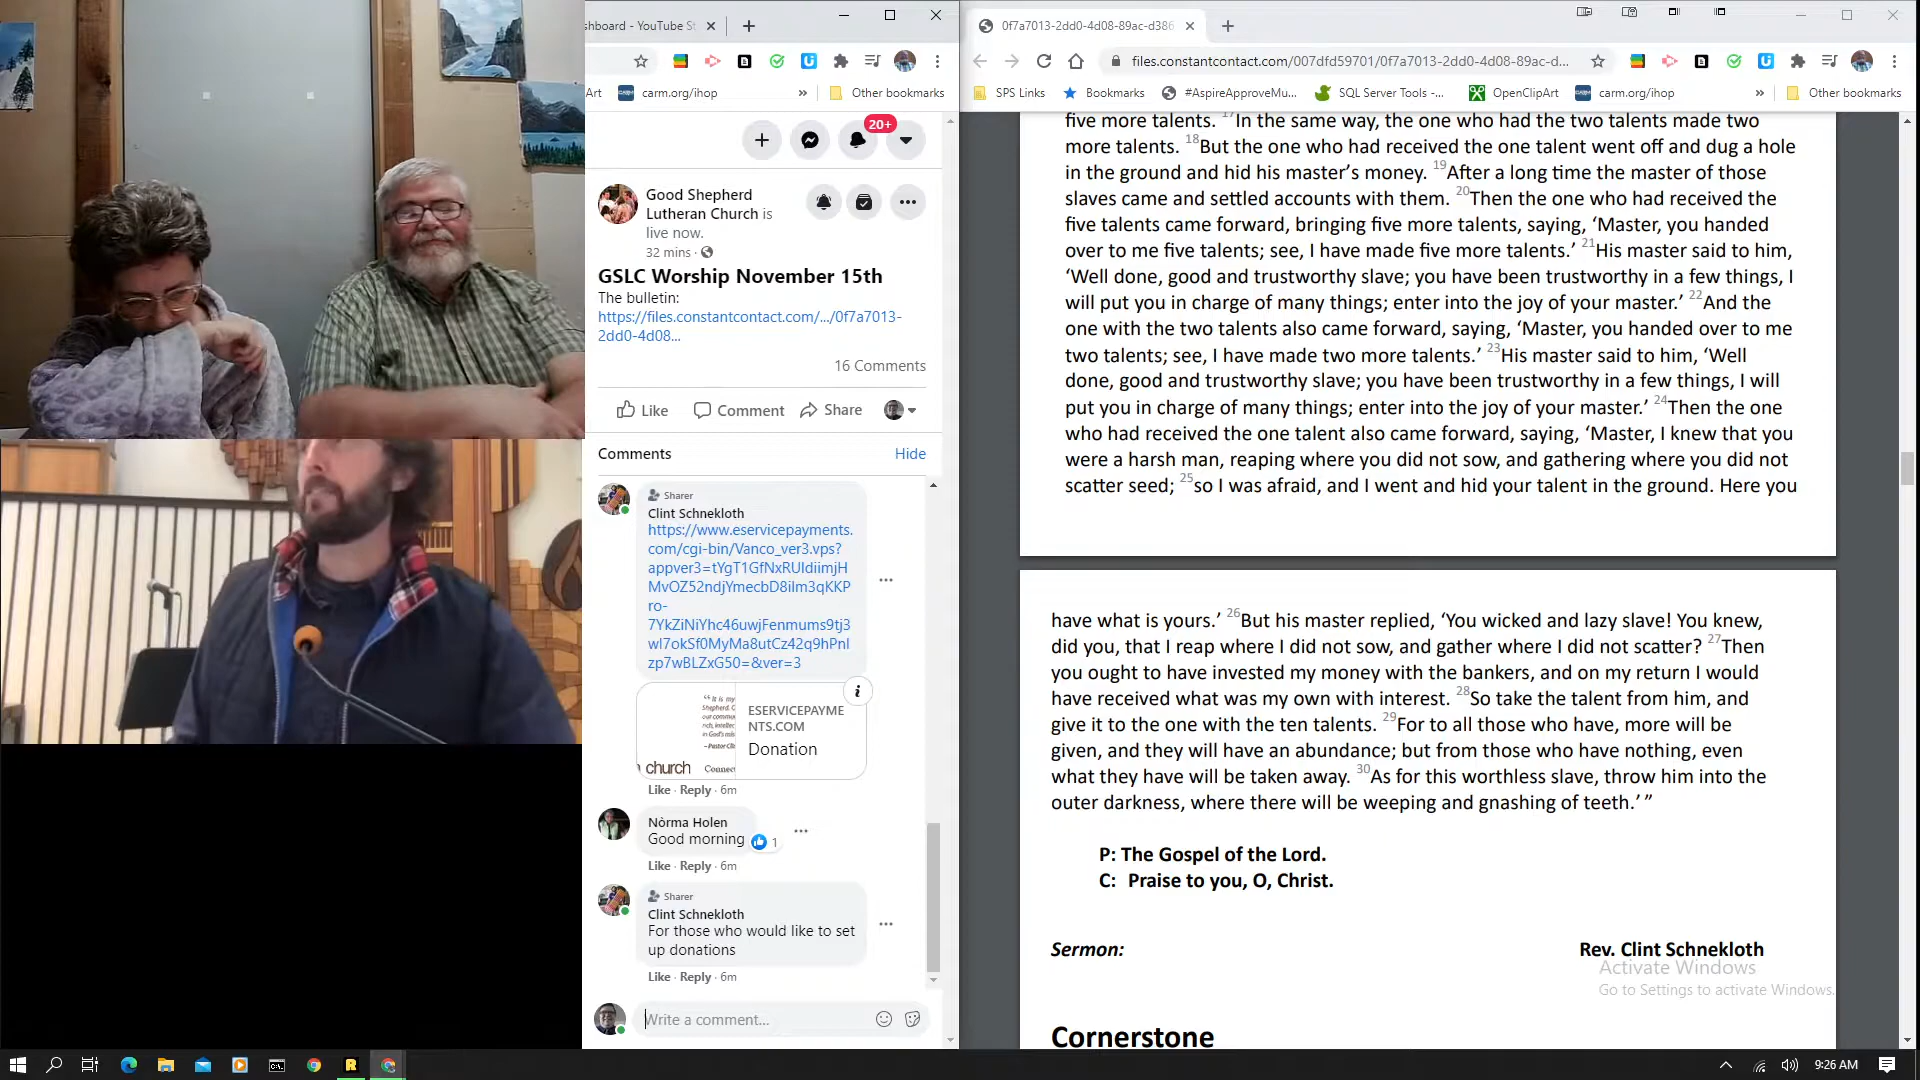 shboard - YouTube St
Art
carm.org/ihop
»
Other bookmarks
20+
Good Shepherd
Lutheran Church is
live now.
32 mins ·
GSLC Worship November 15th
The bulletin:
https://files.constantcontact.com/.../0f7a7013-
2dd0-4d08...
16 Comments
Like
Comment
Share
Comments
Hide
Sharer
Clint Schnekloth
https://www.eservicepayments.
com/cgi-bin/Vanco_ver3.vps?
appver3=tYgT1GfNxRUIdiimjH
MvOZ52ndjYmecbD8iIm3qKKP
ro-
7YkZiNiYhc46uwjFenmums9tj3
wl7okSf0MyMa8utCz42q9hPnI
zp7wBLZxG50=&ver=3
“It is my
Shepherd. O
our commun
rch, intellec
in God's mis
– Pastor Cli
church
Connec
ESERVICEPAYME
NTS.COM
Donation
Like · Reply · 6m
Nòrma Holen
Good morning
1
Like · Reply · 6m
Sharer
Clint Schnekloth
For those who would like to set
up donations
Like · Reply · 6m
Write a comment...
0f7a7013-2dd0-4d08-89ac-d386
files.constantcontact.com/007dfd59701/0f7a7013-2dd0-4d08-89ac-d...
SPS Links
Bookmarks
#AspireApproveMu...
SQL Server Tools -...
OpenClipArt
carm.org/ihop
»
Other bookmarks
five more talents. 17In the same way, the one who had the two talents made two
more talents. 18But the one who had received the one talent went off and dug a hole
in the ground and hid his master’s money. 19After a long time the master of those
slaves came and settled accounts with them. 20Then the one who had received the
five talents came forward, bringing five more talents, saying, ‘Master, you handed
over to me five talents; see, I have made five more talents.’ 21His master said to him,
‘Well done, good and trustworthy slave; you have been trustworthy in a few things, I
will put you in charge of many things; enter into the joy of your master.’ 22And the
one with the two talents also came forward, saying, ‘Master, you handed over to me
two talents; see, I have made two more talents.’ 23His master said to him, ‘Well
done, good and trustworthy slave; you have been trustworthy in a few things, I will
put you in charge of many things; enter into the joy of your master.’ 24Then the one
who had received the one talent also came forward, saying, ‘Master, I knew that you
were a harsh man, reaping where you did not sow, and gathering where you did not
scatter seed; 25so I was afraid, and I went and hid your talent in the ground. Here you
have what is yours.’ 26But his master replied, ‘You wicked and lazy slave! You knew,
did you, that I reap where I did not sow, and gather where I did not scatter? 27Then
you ought to have invested my money with the bankers, and on my return I would
have received what was my own with interest. 28So take the talent from him, and
give it to the one with the ten talents. 29For to all those who have, more will be
given, and they will have an abundance; but from those who have nothing, even
what they have will be taken away. 30As for this worthless slave, throw him into the
outer darkness, where there will be weeping and gnashing of teeth.’ ”
P: The Gospel of the Lord.
C: Praise to you, O, Christ.
Sermon:
Rev. Clint Schnekloth
Activate Windows
Go to Settings to activate Windows.
Cornerstone
9:26 AM